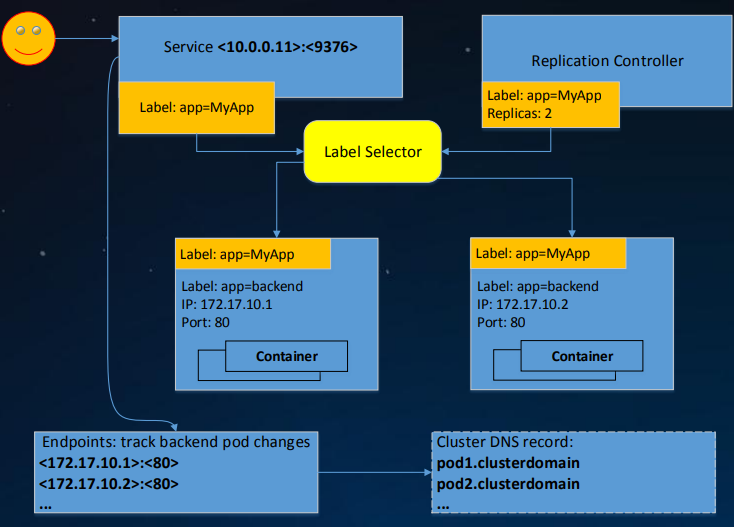 Service <10.0.0.11>:<9376>
Label: app=MyApp
Replication Controller
Label: app=MyApp
Replicas: 2
Label Selector
Label: app=MyApp
Label: app=backend
IP: 172.17.10.1
Port: 80
Container
Label: app=MyApp
Label: app=backend
IP: 172.17.10.2
Port: 80
Container
Endpoints: track backend pod changes
<172.17.10.1>:<80>
<172.17.10.2>:<80>
...
Cluster DNS record:
pod1.clusterdomain
pod2.clusterdomain
...